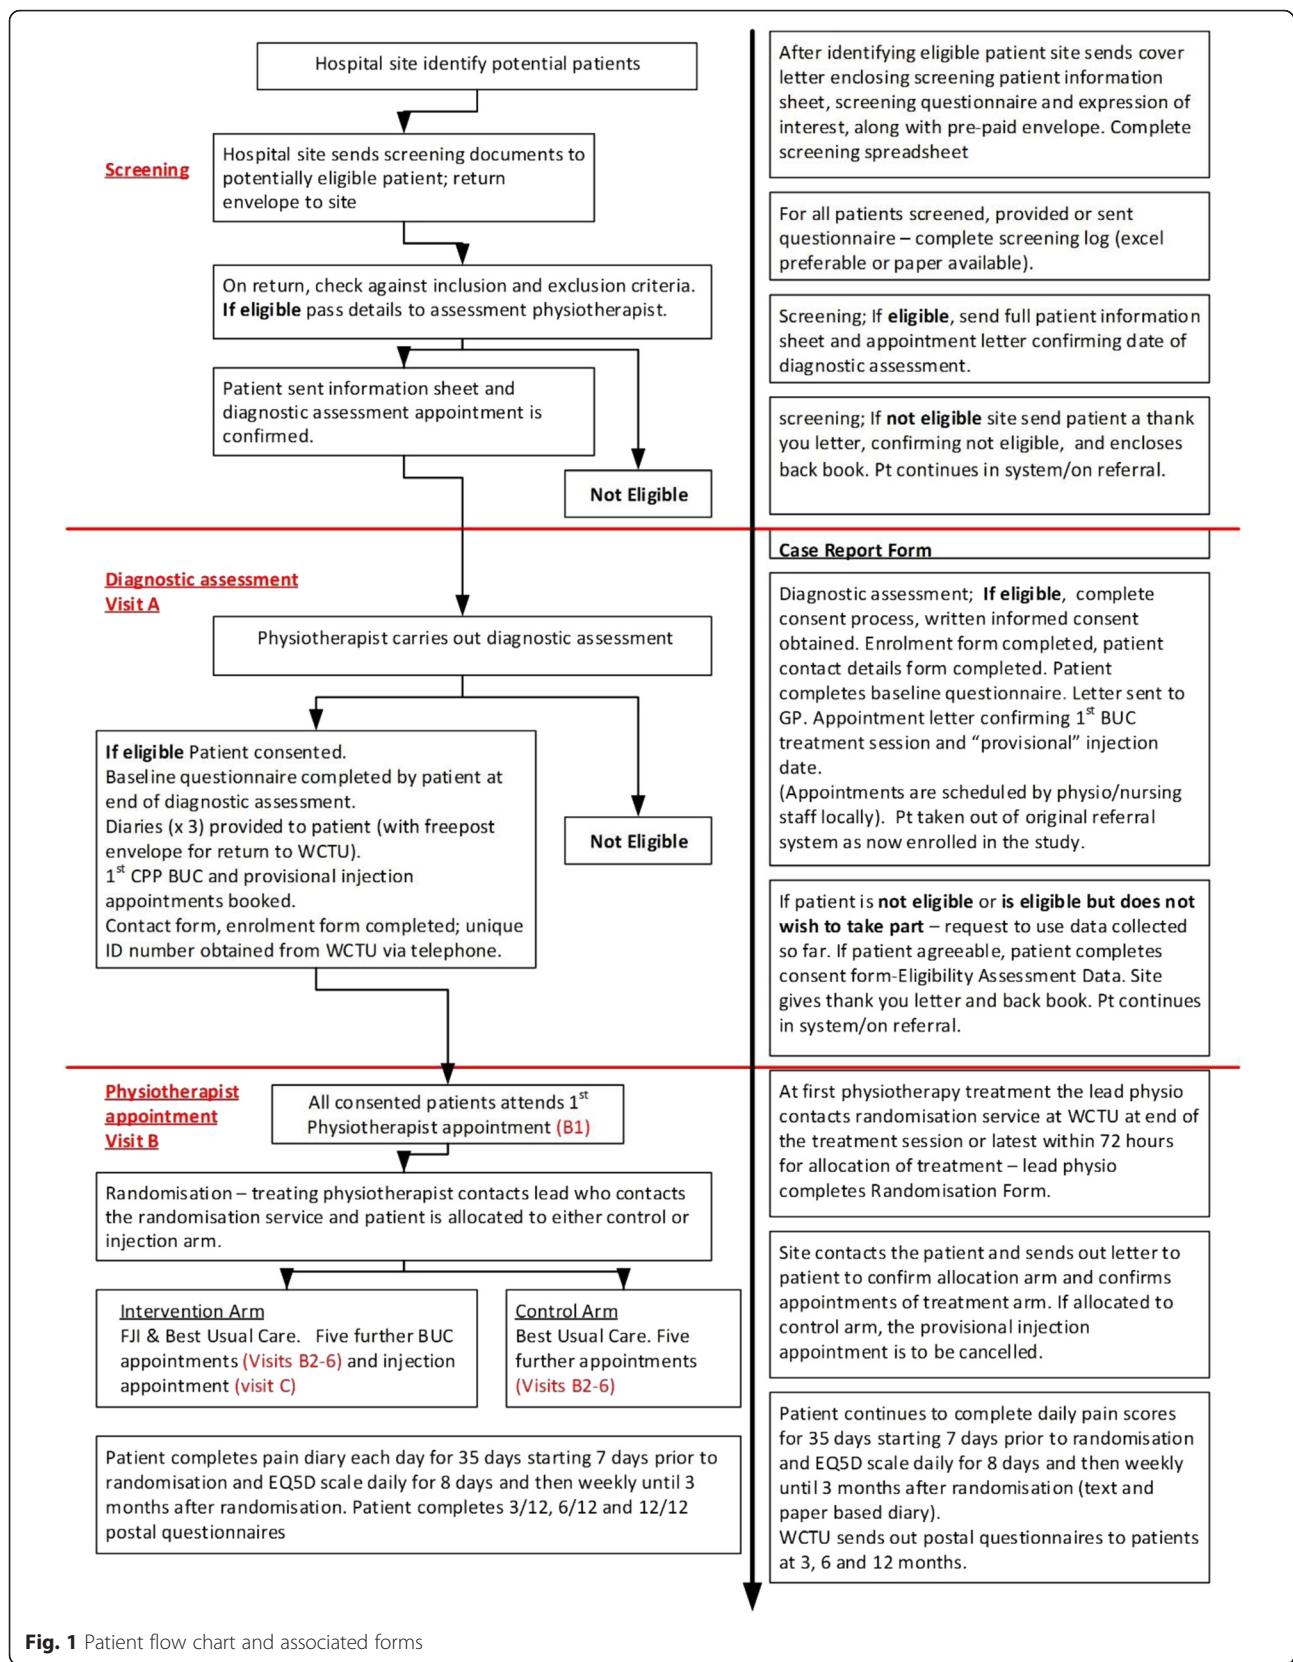 Hospital site identify potential patients
Screening
Hospital site sends screening documents to
potentially eligible patient; return
envelope to site
On return, check against inclusion and exclusion criteria.
If eligible pass details to assessment physiotherapist.
Patient sent information sheet and
diagnostic assessment appointment is
confirmed.
Not Eligible
After identifying eligible patient site sends cover
letter enclosing screening patient information
sheet, screening questionnaire and expression of
interest, along with pre-paid envelope. Complete
screening spreadsheet
For all patients screened, provided or sent
questionnaire – complete screening log (excel
preferable or paper available).
Screening; If eligible, send full patient information
sheet and appointment letter confirming date of
diagnostic assessment.
screening; If not eligible site send patient a thank
you letter, confirming not eligible, and encloses
back book. Pt continues in system/on referral.
Diagnostic assessment
Visit A
Physiotherapist carries out diagnostic assessment
If eligible Patient consented.
Baseline questionnaire completed by patient at
end of diagnostic assessment.
Diaries (x 3) provided to patient (with freepost
envelope for return to WCTU).
1st CPP BUC and provisional injection
appointments booked.
Contact form, enrolment form completed; unique
ID number obtained from WCTU via telephone.
Not Eligible
Case Report Form
Diagnostic assessment; If eligible, complete
consent process, written informed consent
obtained. Enrolment form completed, patient
contact details form completed. Patient
completes baseline questionnaire. Letter sent to
GP. Appointment letter confirming 1st BUC
treatment session and “provisional” injection
date.
(Appointments are scheduled by physio/nursing
staff locally). Pt taken out of original referral
system as now enrolled in the study.
If patient is not eligible or is eligible but does not
wish to take part – request to use data collected
so far. If patient agreeable, patient completes
consent form-Eligibility Assessment Data. Site
gives thank you letter and back book. Pt continues
in system/on referral.
Physiotherapist
appointment
Visit B
All consented patients attends 1st
Physiotherapist appointment (B1)
Randomisation – treating physiotherapist contacts lead who contacts
the randomisation service and patient is allocated to either control or
injection arm.
Intervention Arm
FJI & Best Usual Care. Five further BUC
appointments (Visits B2-6) and injection
appointment (visit C)
Control Arm
Best Usual Care. Five
further appointments
(Visits B2-6)
Patient completes pain diary each day for 35 days starting 7 days prior to
randomisation and EQ5D scale daily for 8 days and then weekly until 3
months after randomisation. Patient completes 3/12, 6/12 and 12/12
postal questionnaires
At first physiotherapy treatment the lead physio
contacts randomisation service at WCTU at end of
the treatment session or latest within 72 hours
for allocation of treatment – lead physio
completes Randomisation Form.
Site contacts the patient and sends out letter to
patient to confirm allocation arm and confirms
appointments of treatment arm. If allocated to
control arm, the provisional injection
appointment is to be cancelled.
Patient continues to complete daily pain scores
for 35 days starting 7 days prior to randomisation
and EQ5D scale daily for 8 days and then weekly
until 3 months after randomisation (text and
paper based diary).
WCTU sends out postal questionnaires to patients
at 3, 6 and 12 months.
Fig. 1 Patient flow chart and associated forms